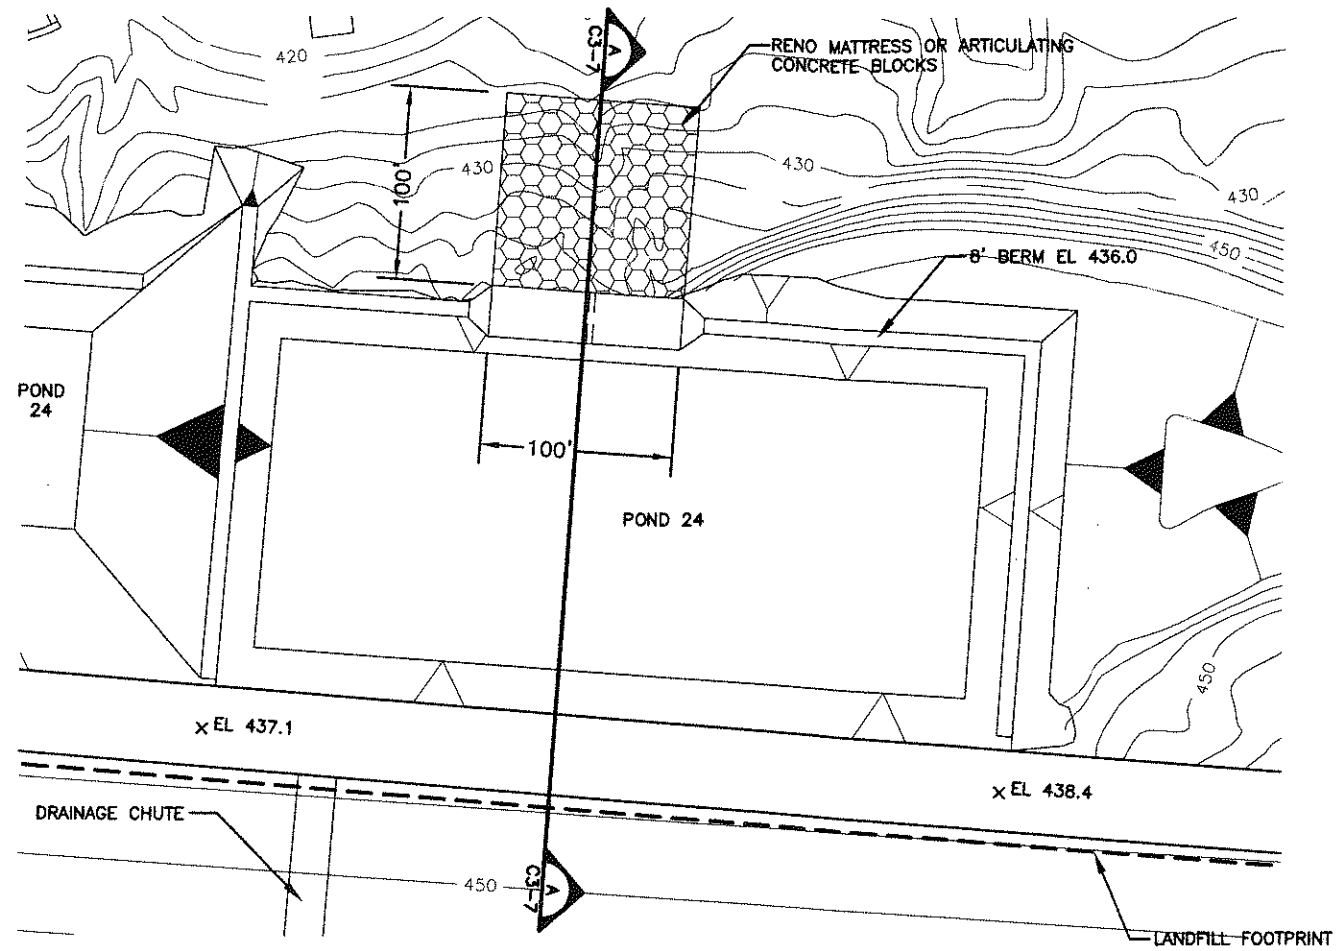 A
C3-7
RENO MATTRESS OR ARTICULATING
CONCRETE BLOCKS
420
100'
430
430
430
450
8' BERM EL 436.0
POND
24
100'
POND 24
450
EL 437.1
EL 438.4
DRAINAGE CHUTE
450
A
C3-7
LANDFILL FOOTPRINT